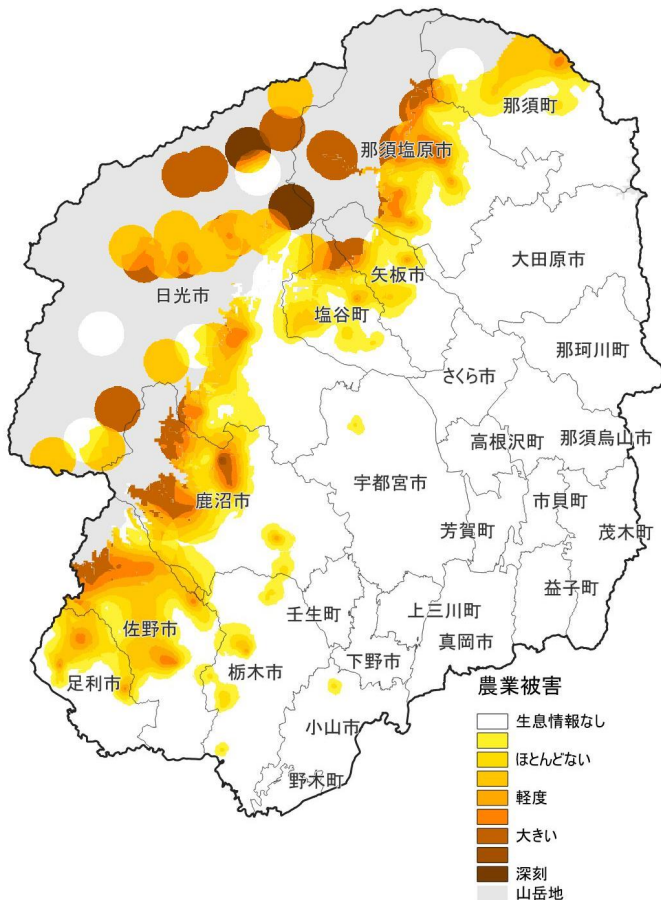 那須町
那須塩原市
大田原市
矢板市
日光市
塩谷町
那珂川町
さくら市
高根沢町
那須烏山市
宇都宮市
鹿沼市
市貝町
芳賀町
茂木町
益子町
壬生町
上三川町
佐野市
真岡市
下野市
栃木市
足利市
小山市
野木町
農業被害
生息情報なし
ほとんどない
軽度
大きい
深刻
山岳地